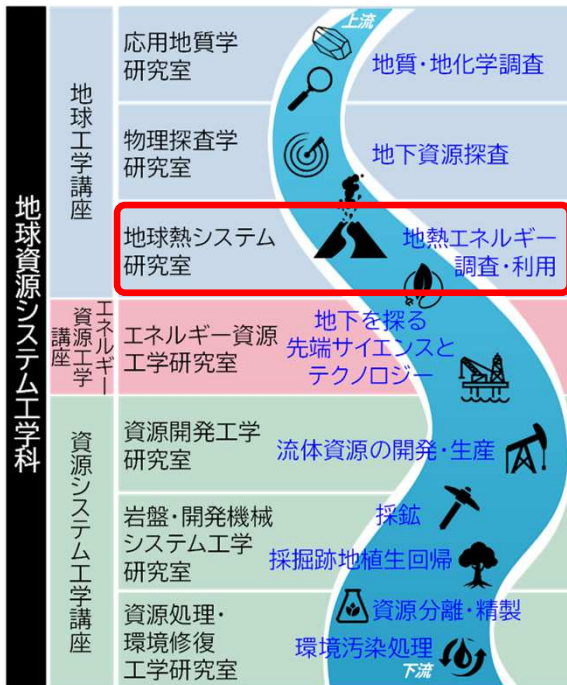 地球資源システム工学科
地球工学講座
応用地質学
研究室
上流
地質・地化学調査
物理探査学
研究室
地下資源探査
地球熱システム
研究室
地熱エネルギー
調査・利用
エネルギー
資源工学
講座
エネルギー資源
工学研究室
地下を探る
先端サイエンスと
テクノロジー
資源システム工学講座
資源開発工学
研究室
流体資源の開発・生産
岩盤・開発機械
システム工学
研究室
採鉱
採掘跡地植生回帰
資源処理・
環境修復
工学研究室
資源分離・精製
環境汚染処理
下流